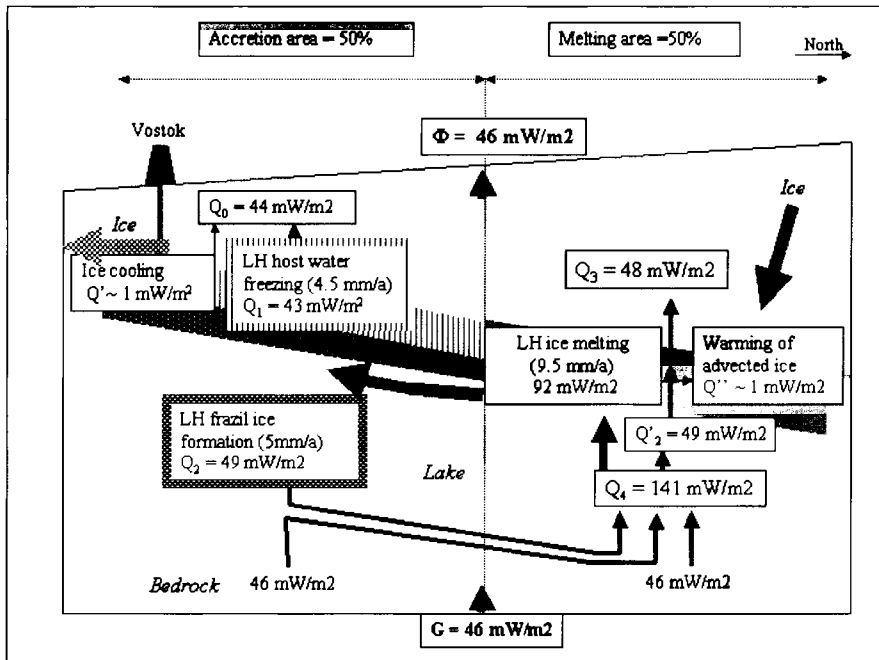 Accretion area = 50%
Melting area =50%
North
Vostok
Φ = 46 mW/m2
Ice
Ice
Q0 = 44 mW/m2
Ice cooling
Q' ~ 1 mW/m²
LH host water
freezing (4.5 mm/a)
Q1 = 43 mW/m²
Q3 = 48 mW/m2
LH ice melting
(9.5 mm/a)
92 mW/m2
Warming of
advected ice
Q'' ~ 1 mW/m2
LH frazil ice
formation (5mm/a)
Q2 = 49 mW/m2
Q'2 = 49 mW/m2
Lake
Q4 = 141 mW/m2
Bedrock
46 mW/m2
46 mW/m2
G = 46 mW/m2